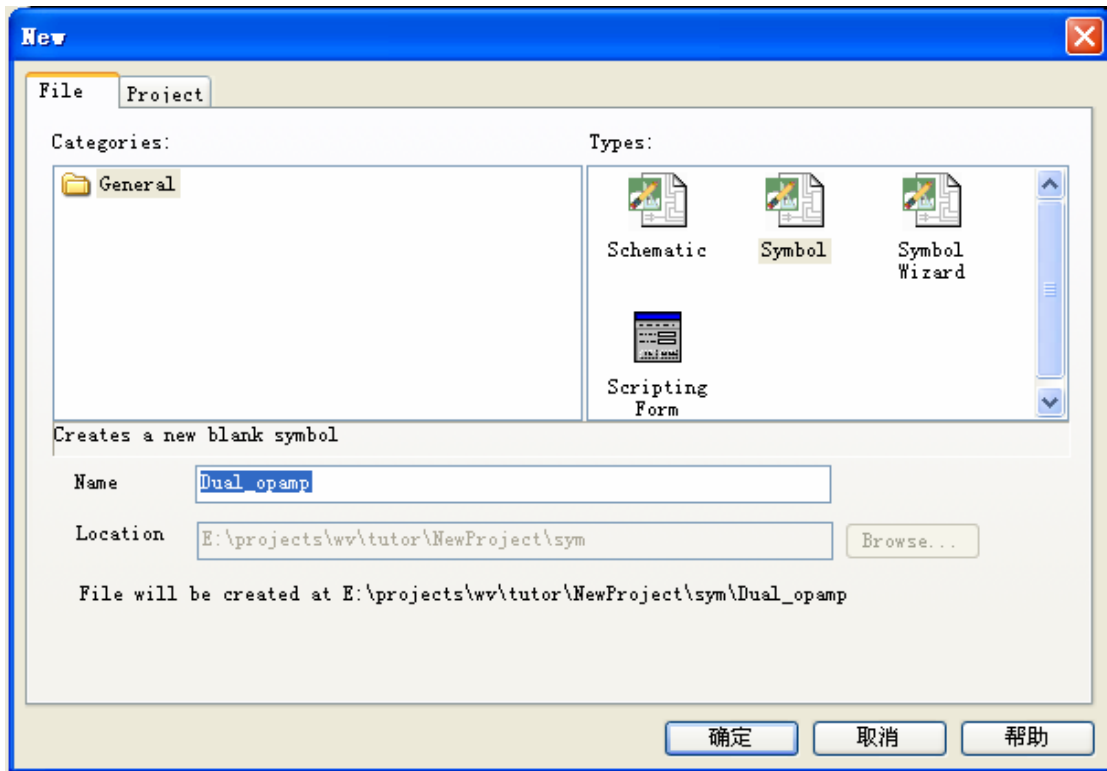 New
File Project
Categories: Types:
General
Schematic Symbol Symbol Wizard
Scripting Form
Creates a new blank symbol
Name Dual_opamp
Location E:\projects\wv\tutor\NewProject\sym Browse...
File will be created at E:\projects\wv\tutor\NewProject\sym\Dual_opamp
确定 取消 帮助